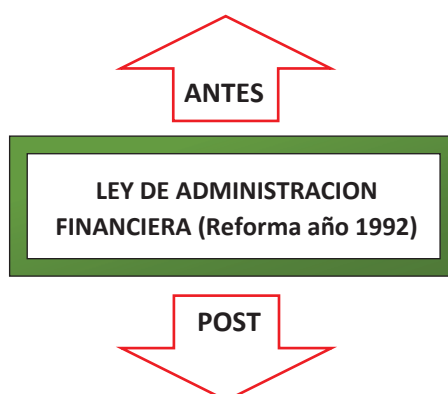 ANTES
LEY DE ADMINISTRACION
FINANCIERA (Reforma año 1992)
POST